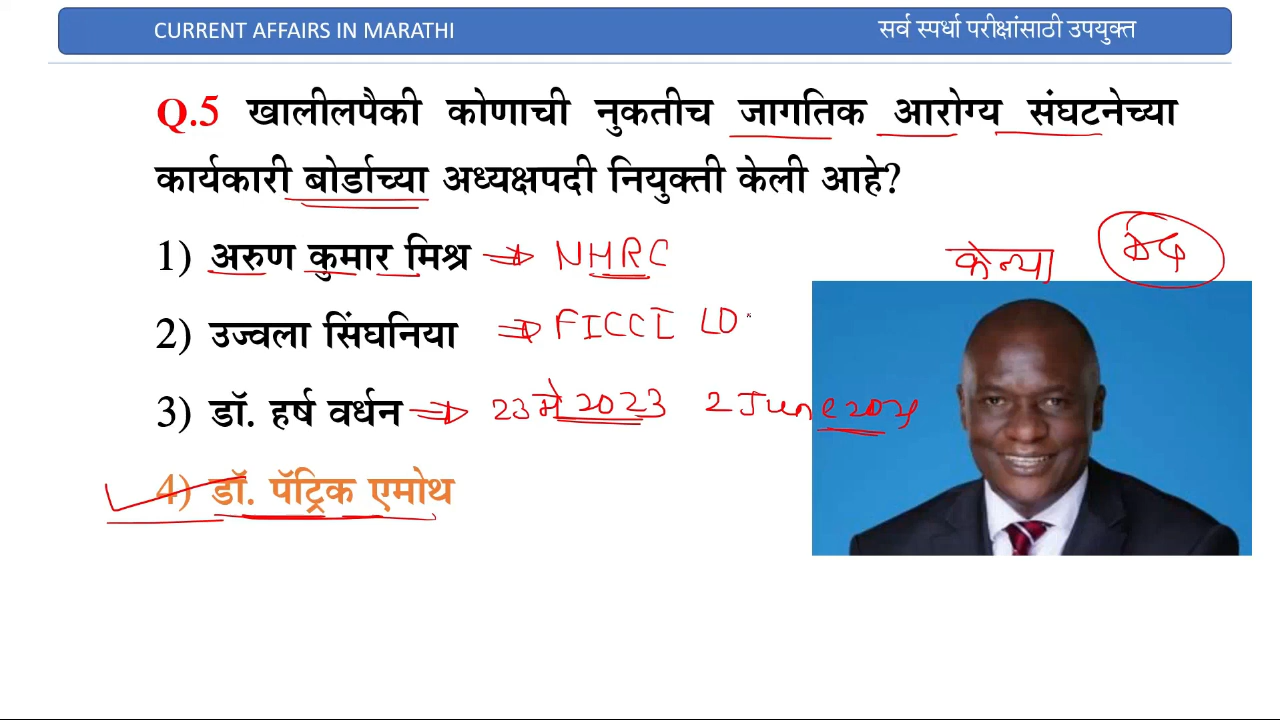 CURRENT AFFAIRS IN MARATHI
सर्व स्पर्धा परीक्षांसाठी उपयुक्त
Q.5 खालीलपैकी कोणाची नुकतीच जागतिक आरोग्य संघटनेच्या
कार्यकारी बोर्डाच्या अध्यक्षपदी नियुक्ती केली आहे?
1) अरुण कुमार मिश्र NHRC
केन्या
2) उज्वला सिंघनिया FICCI LO
3) डॉ. हर्ष वर्धन 23 मे 2023 2 June
4) डॉ. पॅट्रिक एमोथ